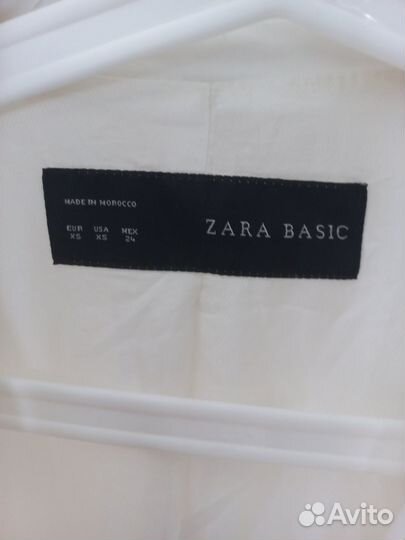 MADE IN MOROCCO
EUR USA MEX
XS XS 24
ZARA BASIC
Avito